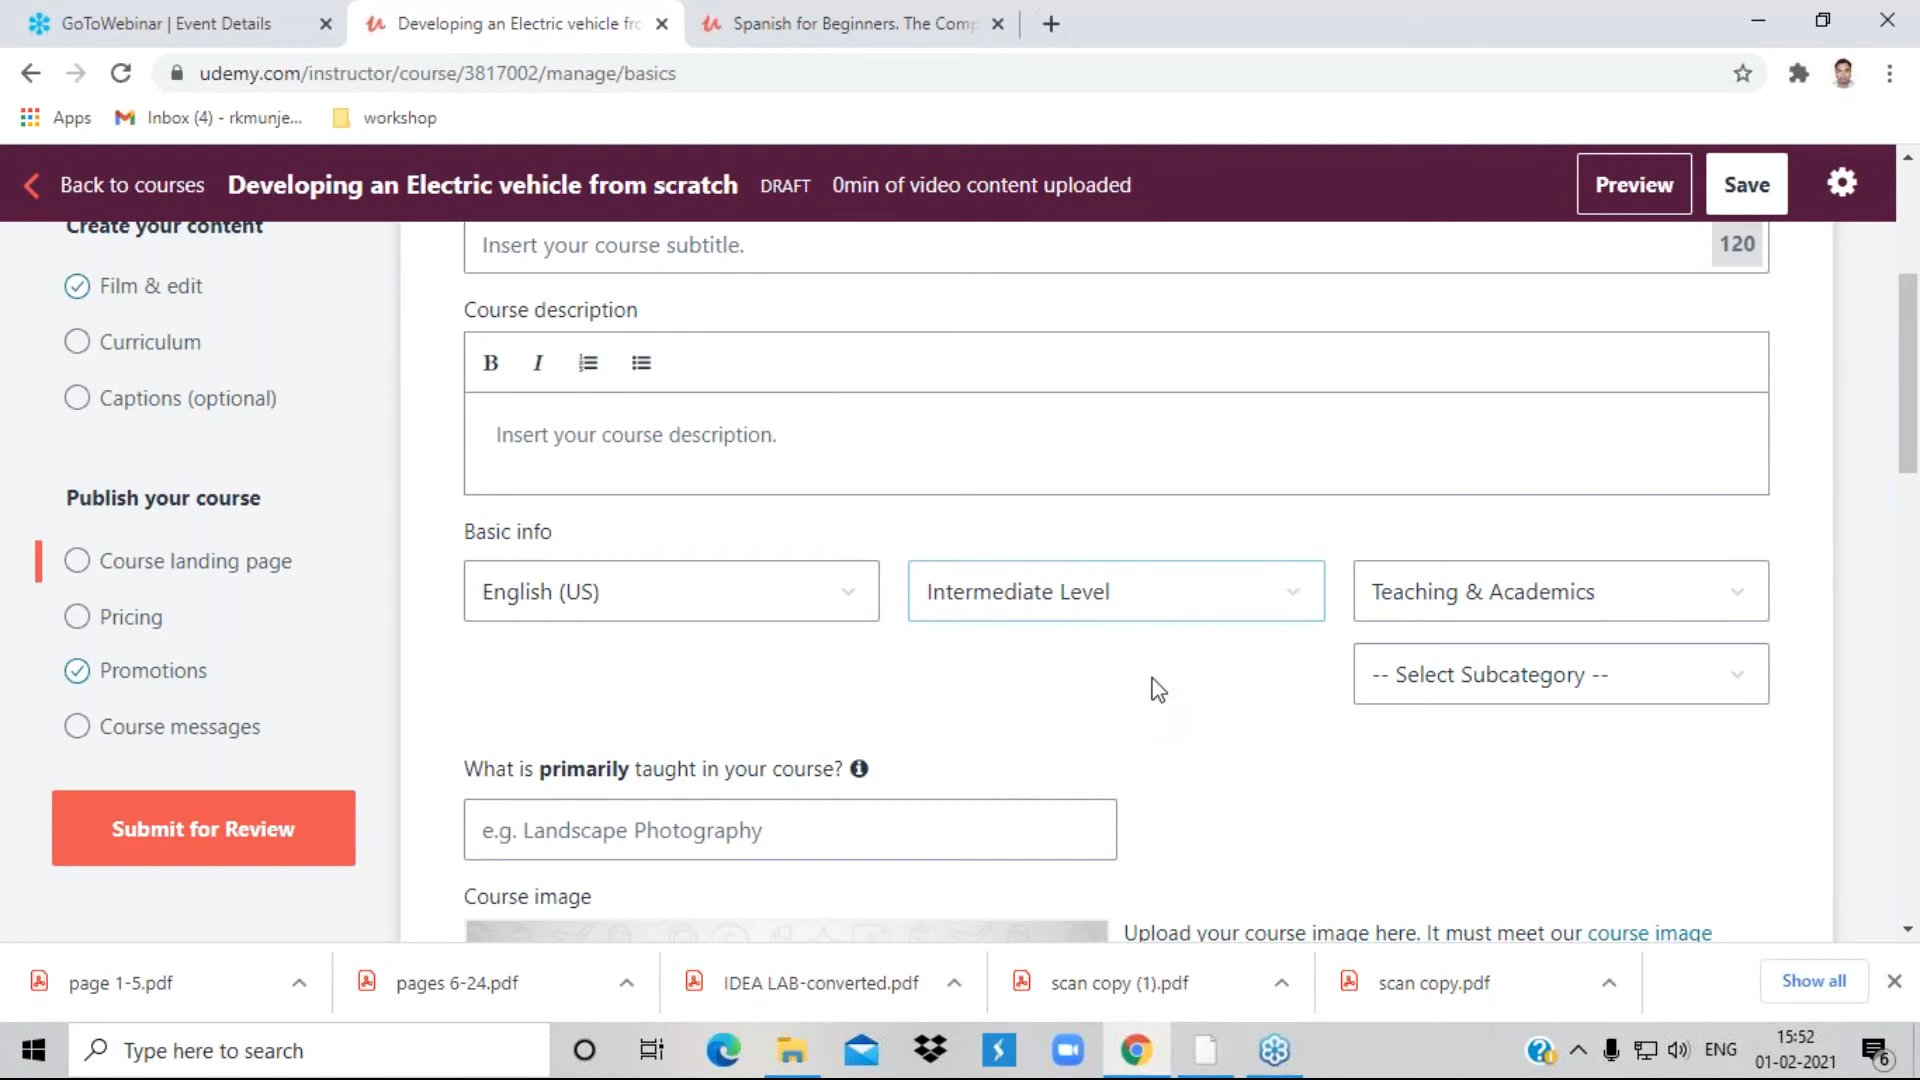 GoToWebinar | Event Details
Developing an Electric vehicle fro
Spanish for Beginners. The Comp
udemy.com/instructor/course/3817002/manage/basics
Apps
Inbox (4) - rkmunje...
workshop
Back to courses
Developing an Electric vehicle from scratch
DRAFT
0min of video content uploaded
Preview
Save
Create your content
Film & edit
Curriculum
Captions (optional)
Publish your course
Course landing page
Pricing
Promotions
Course messages
Submit for Review
Insert your course subtitle.
120
Course description
B I
Insert your course description.
Basic info
English (US)
Intermediate Level
Teaching & Academics
-- Select Subcategory --
What is primarily taught in your course?
e.g. Landscape Photography
Course image
Upload your course image here. It must meet our course image
page 1-5.pdf
pages 6-24.pdf
IDEA LAB-converted.pdf
scan copy (1).pdf
scan copy.pdf
Show all
Type here to search
ENG
15:52
01-02-2021
6